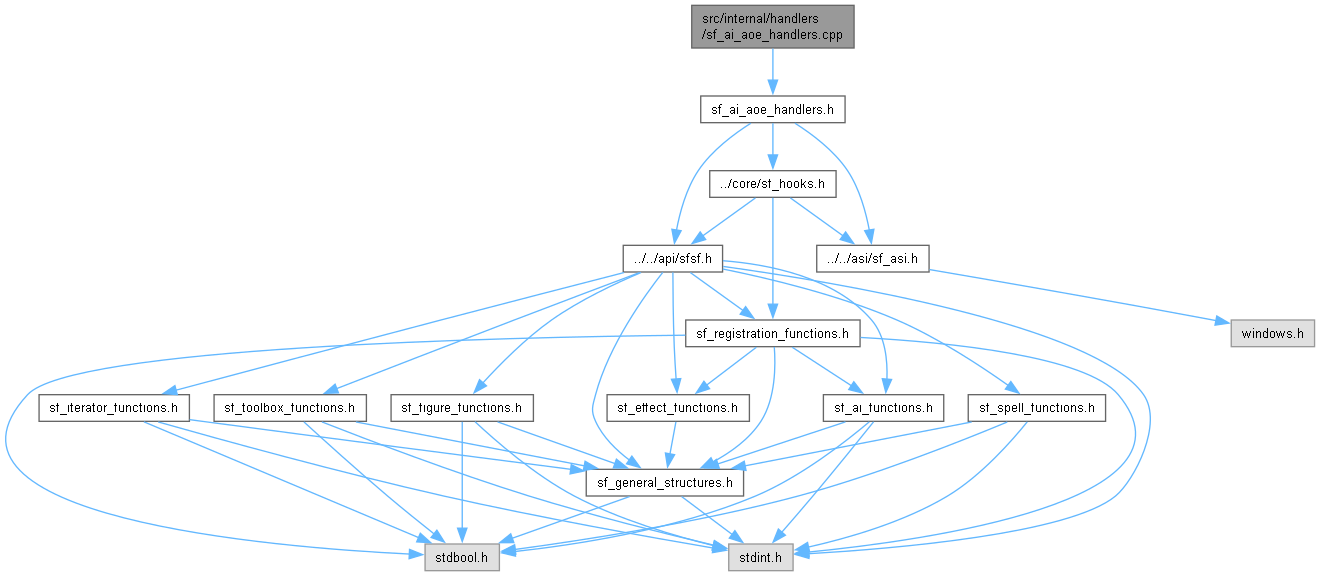 src/internal/handlers
/sf_ai_aoe_handlers.cpp
sf_ai_aoe_handlers.h
../core/sf_hooks.h
../../api/sfsf.h
../../asi/sf_asi.h
sf_registration_functions.h
windows.h
sf_iterator_functions.h
sf_toolbox_functions.h
sf_figure_functions.h
sf_effect_functions.h
sf_ai_functions.h
sf_spell_functions.h
sf_general_structures.h
stdbool.h
stdint.h